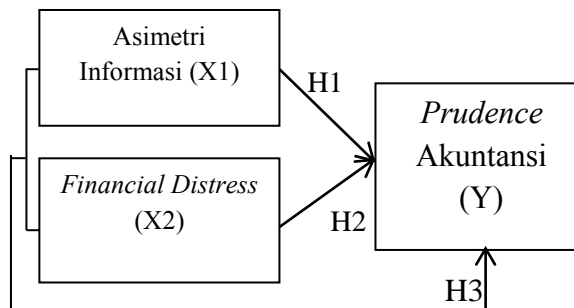 Asimetri
Informasi (X1)
H1
Prudence
Akuntansi
(Y)
Financial Distress
(X2)
H2
H3